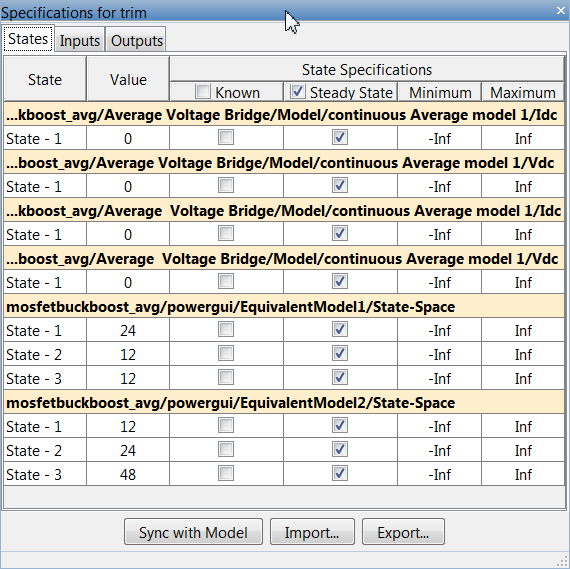 Specifications for trim
States Inputs Outputs
State Specifications
State Value Known Steady State Minimum Maximum
...kboost_avg/Average Voltage Bridge/Model/continuous Average model 1/Idc
State - 1 0 -Inf Inf
...boost_avg/Average Voltage Bridge/Model/continuous Average model 1/Vdc
State - 1 0 -Inf Inf
...kboost_avg/Average  Voltage Bridge/Model/continuous Average model 1/Idc
State - 1 0 -Inf Inf
...boost_avg/Average  Voltage Bridge/Model/continuous Average model 1/Vdc
State - 1 0 -Inf Inf
mosfetbuckboost_avg/powergui/EquivalentModel1/State-Space
State - 1 24 -Inf Inf
State - 2 12 -Inf Inf
State - 3 12 -Inf Inf
mosfetbuckboost_avg/powergui/EquivalentModel2/State-Space
State - 1 12 -Inf Inf
State - 2 24 -Inf Inf
State - 3 48 -Inf Inf
Sync with Model Import... Export...